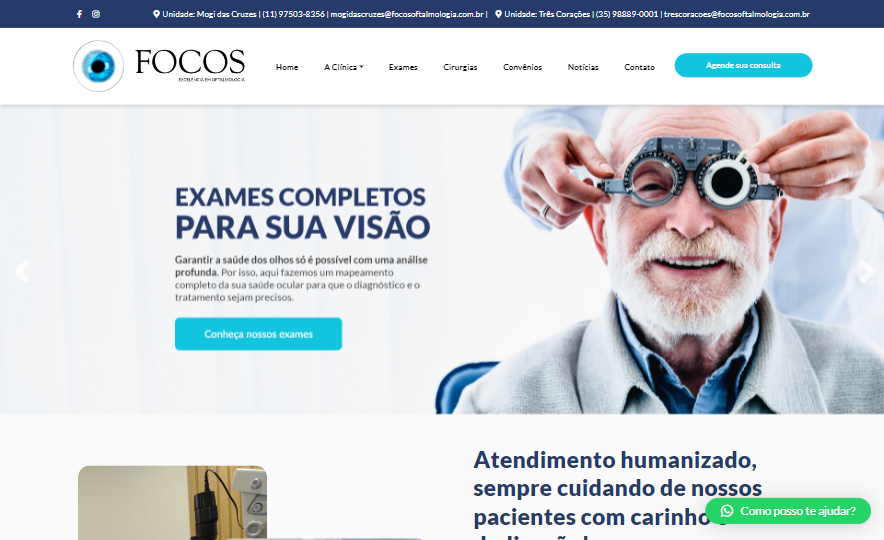 Unidade: Mogi das Cruzes | (11) 97503-8356 | mogidascruzes@focosoftalmologia.com.br | Unidade: Três Corações | (35) 98889-0001 | trescoracoes@focosoftalmologia.com.br
FOCOS
EXCELÊNCIA EM OFTALMOLOGIA
Home A Clínica Exames Cirurgias Convênios Notícias Contato Agende sua consulta
EXAMES COMPLETOS
PARA SUA VISÃO
Garantir a saúde dos olhos só é possível com uma análise
profunda. Por isso, aqui fazemos um mapeamento
completo da sua saúde ocular para que o diagnóstico e o
tratamento sejam precisos.
Conheça nossos exames
Atendimento humanizado,
sempre cuidando de nossos
pacientes com carinho
Como posso te ajudar?